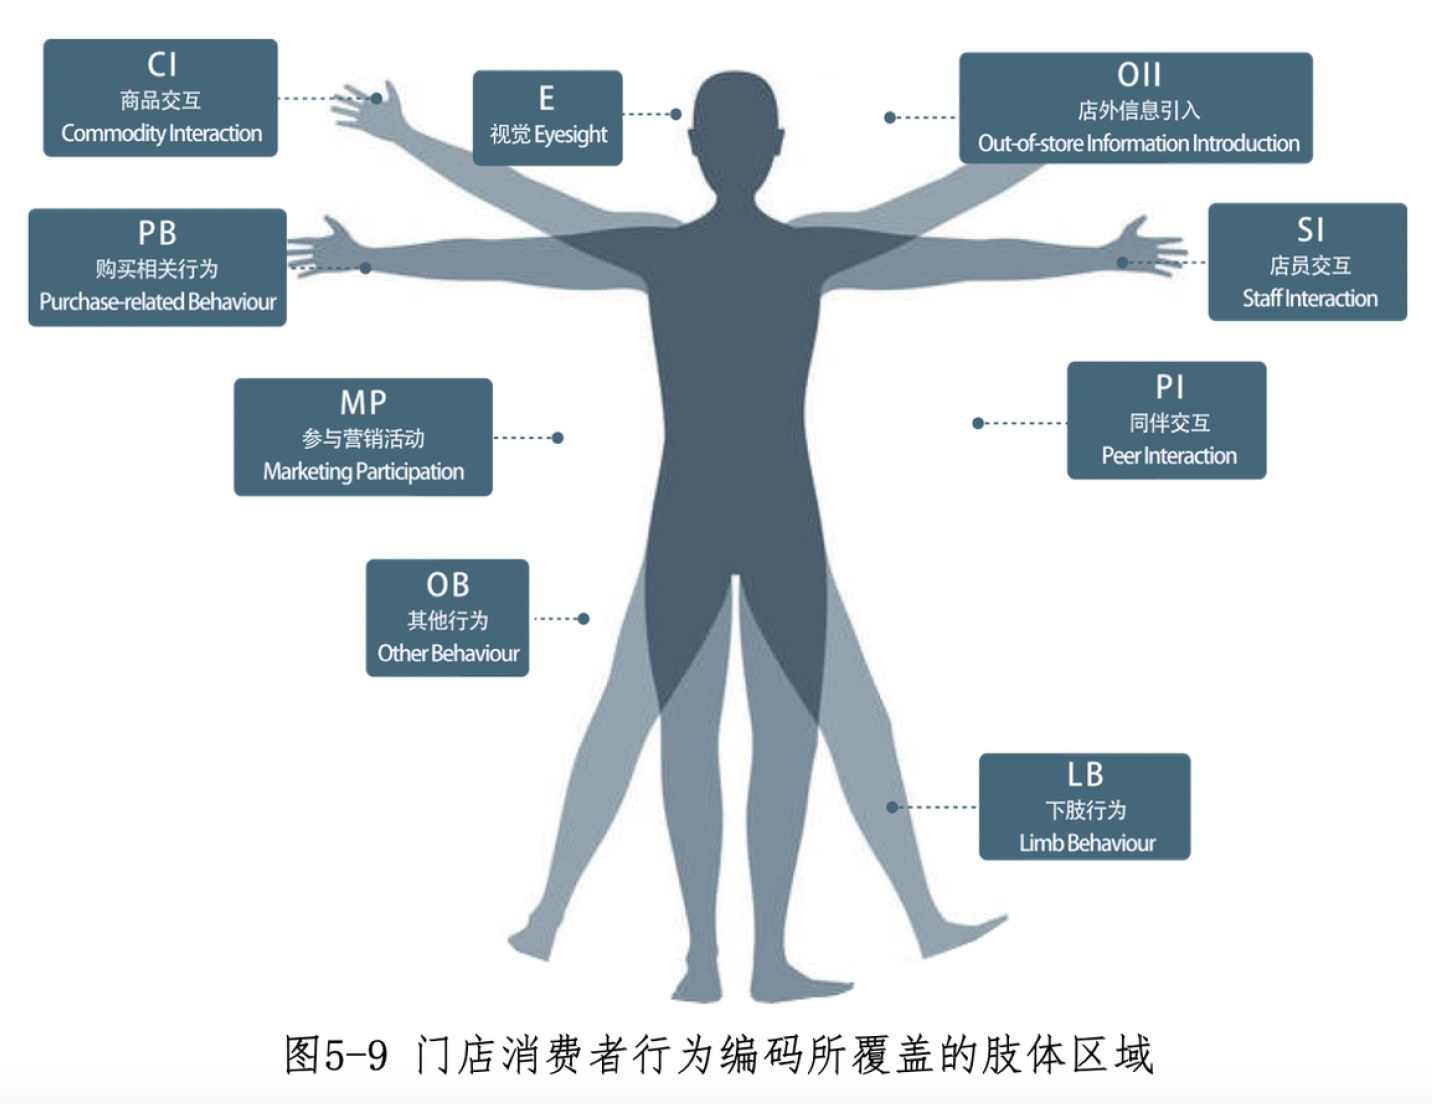 CI
商品交互
Commodity Interaction
E
视觉 Eyesight
OII
店外信息引入
Out-of-store Information Introduction
PB
购买相关行为
Purchase-related Behaviour
SI
店员交互
Staff Interaction
MP
参与营销活动
Marketing Participation
PI
同伴交互
Peer Interaction
OB
其他行为
Other Behaviour
LB
下肢行为
Limb Behaviour
图5-9 门店消费者行为编码所覆盖的肢体区域